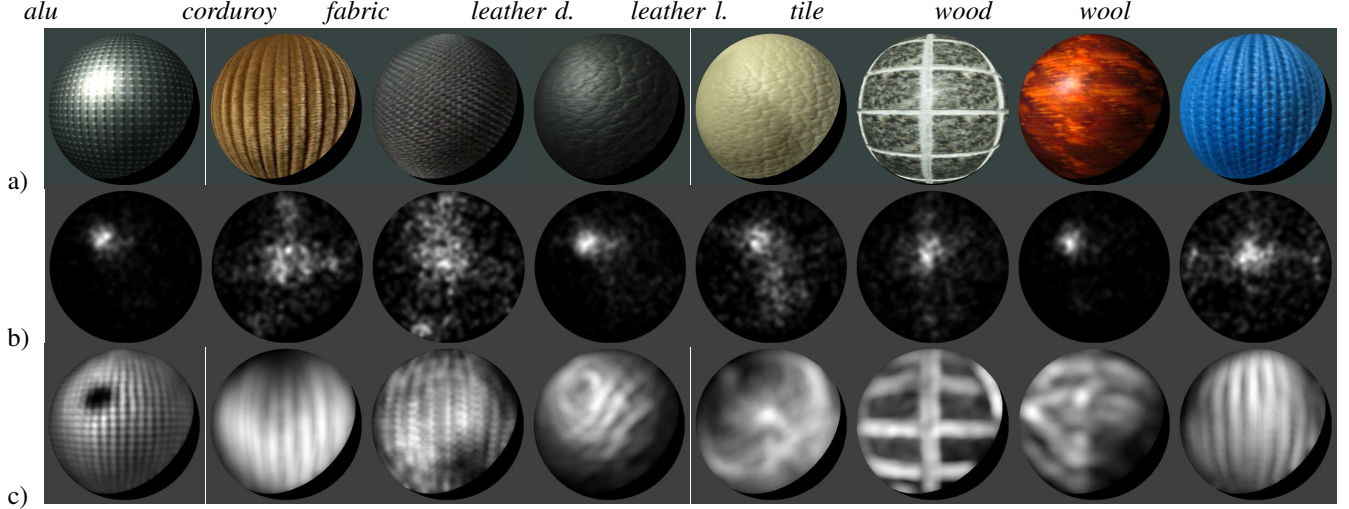 alu corduroy fabric leather d. leather l. tile wood wool
a)
b)
c)